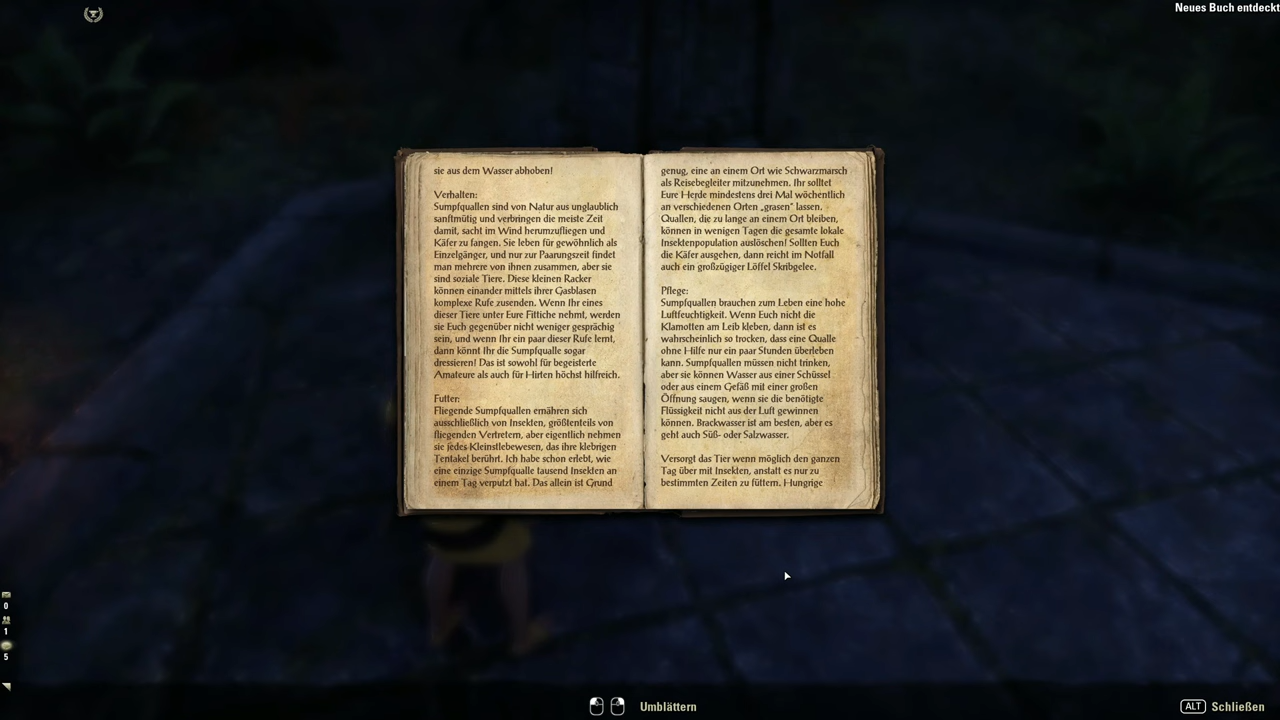 Neues Buch entdeckt
sie aus dem Wasser abhoben!
Verhalten:
Sumpfquallen sind von Natur aus unglaublich
sanftmütig und verbringen die meiste Zeit
damit, sacht im Wind herumzufliegen und
Käfer zu fangen. Sie leben für gewöhnlich als
Einzelgänger, und nur zur Paarungszeit findet
man mehrere von ihnen zusammen, aber sie
sind soziale Tiere. Diese kleinen Racker
können einander mittels ihrer Gasblasen
komplexe Rufe zusenden. Wenn Ihr eines
dieser Tiere unter Eure Fittiche nehmt, werden
sie Euch gegenüber nicht weniger gesprächig
sein, und wenn Ihr ein paar dieser Rufe lernt,
dann könnt Ihr die Sumpfqualle sogar
dressieren! Das ist sowohl für begeisterte
Amateure als auch für Hirten höchst hilfreich.
Futter:
Fliegende Sumpfquallen ernähren sich
ausschließlich von Insekten, größtenteils von
fliegenden Vertretern, aber eigentlich nehmen
sie jedes Kleinstlebewesen, das ihre klebrigen
Tentakel berührt. Ich habe schon erlebt, wie
eine einzige Sumpfqualle tausend Insekten an
einem Tag verputzt hat. Das allein ist Grund
genug, eine an einem Ort wie Schwarzmarsch
als Reisebegleiter mitzunehmen. Ihr solltet
Eure Herde mindestens drei Mal wöchentlich
an verschiedenen Orten „grasen“ lassen.
Quallen, die zu lange an einem Ort bleiben,
können in wenigen Tagen die gesamte lokale
Insektenpopulation auslöschen! Sollten Euch
die Käfer ausgehen, dann reicht im Notfall
auch ein großzügiger Löffel Skribgelee.
Pflege:
Sumpfquallen brauchen zum Leben eine hohe
Luftfeuchtigkeit. Wenn Euch nicht die
Klamotten am Leib kleben, dann ist es
wahrscheinlich so trocken, dass eine Qualle
ohne Hilfe nur ein paar Stunden überleben
kann. Sumpfquallen müssen nicht trinken,
aber sie können Wasser aus einer Schüssel
oder aus einem Gefäß mit einer großen
Öffnung saugen, wenn sie die benötigte
Flüssigkeit nicht aus der Luft gewinnen
können. Brackwasser ist am besten, aber es
geht auch Süß- oder Salzwasser.
Versorgt das Tier wenn möglich den ganzen
Tag über mit Insekten, anstatt es nur zu
bestimmten Zeiten zu füttern. Hungrige
0
1
5
Umblättern
ALT Schließen